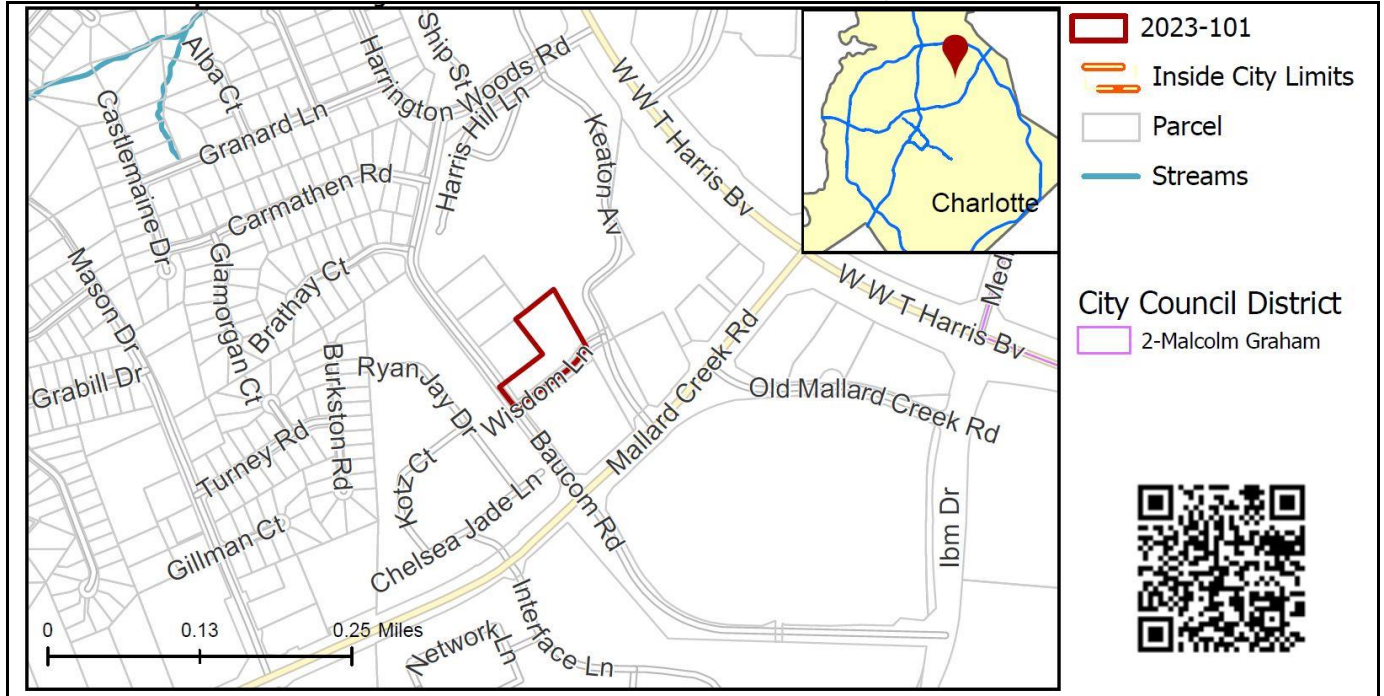 Alba Ct
Ship St
Harrington Woods Rd
Castlemaine Dr
Granard Ln
Harris Hill Ln
Keaton Av
W W T Harris Bv
Carmathen Rd
Mason Dr
Glamorgan Ct
Brathay Ct
Grabill Dr
Burkston Rd
Ryan Jay Dr
Wisdom Ln
Mallard Creek Rd
W W T Harris Bv
Med
Old Mallard Creek Rd
Turney Rd
Kotz Ct
Baucom Rd
Gillman Ct
Chelsea Jade Ln
Ibm Dr
Interface Ln
Network Ln
0 0.13 0.25 Miles
Charlotte
2023-101
Inside City Limits
Parcel
Streams
City Council District
2-Malcolm Graham